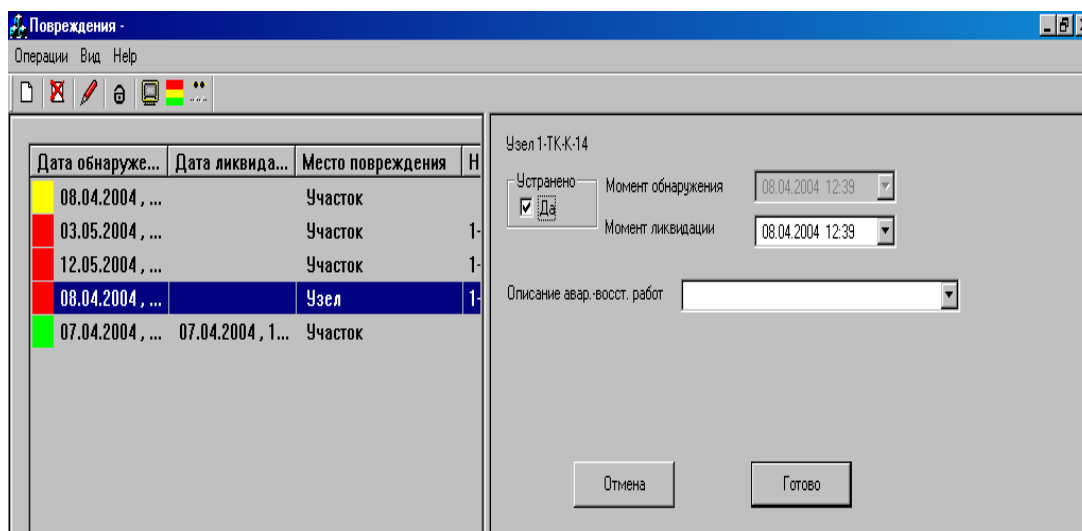 Повреждения -
Операции Вид Help
Дата обнаруже... Дата ликвида... Место повреждения Н
08.04.2004 , ... Участок
03.05.2004 , ... Участок 1-
12.05.2004 , ... Участок 1-
08.04.2004 , ... Узел 1-
07.04.2004 , ... 07.04.2004 , 1... Участок
Узел 1-ТК-К-14
Устранено
Да
Момент обнаружения 08.04.2004 12:39
Момент ликвидации 08.04.2004 12:39
Описание авар.-восст. работ
Отмена Готово